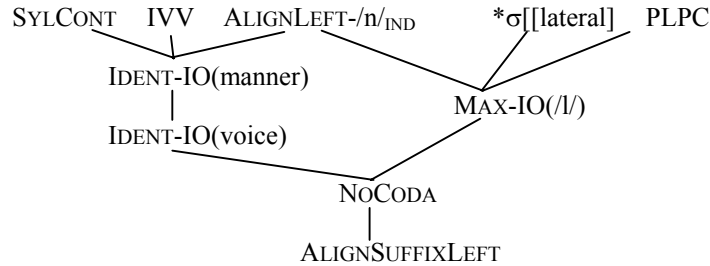 SYLCONT IVV ALIGNLEFT-/n/IND *σ[[lateral] PLPC
IDENT-IO(manner)
MAX-IO(/l/)
IDENT-IO(voice)
NOCODA
ALIGNSUFFIXLEFT